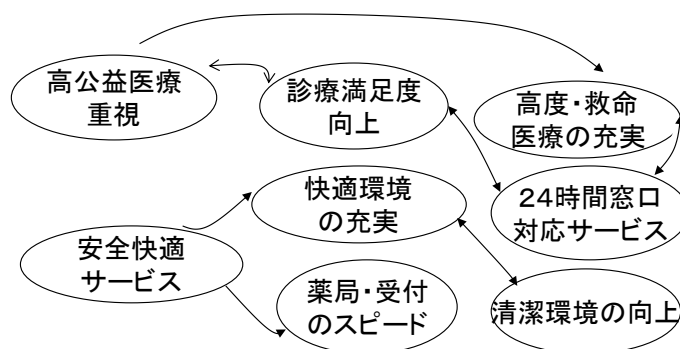 高公益医療
重視
診療満足度
向上
高度・救命
医療の充実
快適環境
の充実
24時間窓口
対応サービス
安全快適
サービス
薬局・受付
のスピード
清潔環境の向上